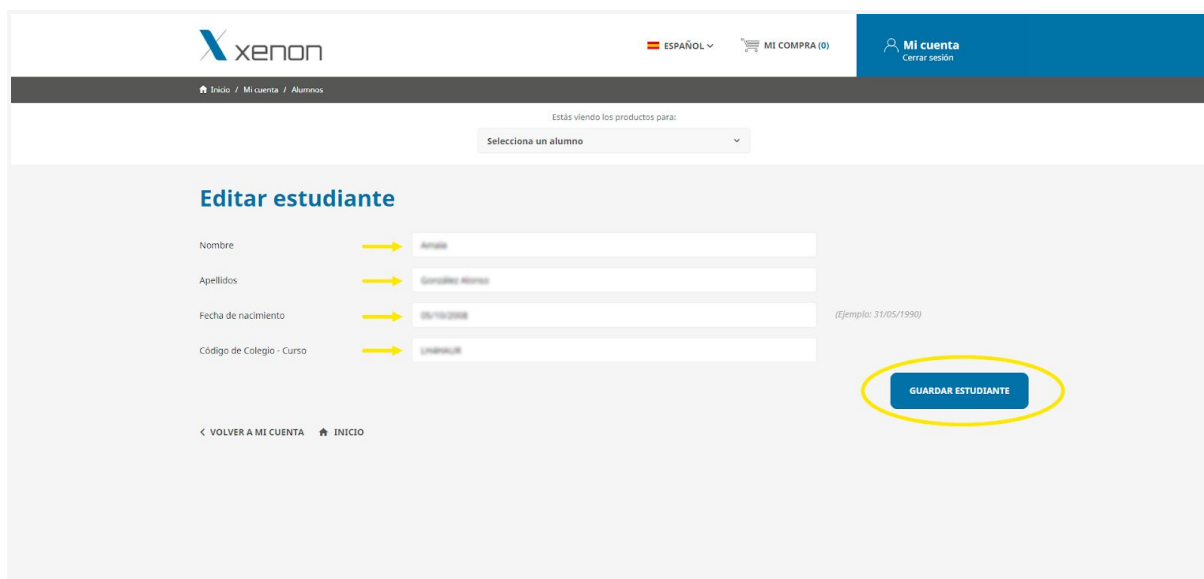 xenon
ESPAÑOL
MI COMPRA (0)
Mi cuenta
Cerrar sesión
Inicio / Mi cuenta / Alumnos
Estás viendo los productos para:
Selecciona un alumno
Editar estudiante
Nombre
Apellidos
Fecha de nacimiento
(Ejemplo: 31/05/1990)
Código de Colegio - Curso
GUARDAR ESTUDIANTE
< VOLVER A MI CUENTA INICIO